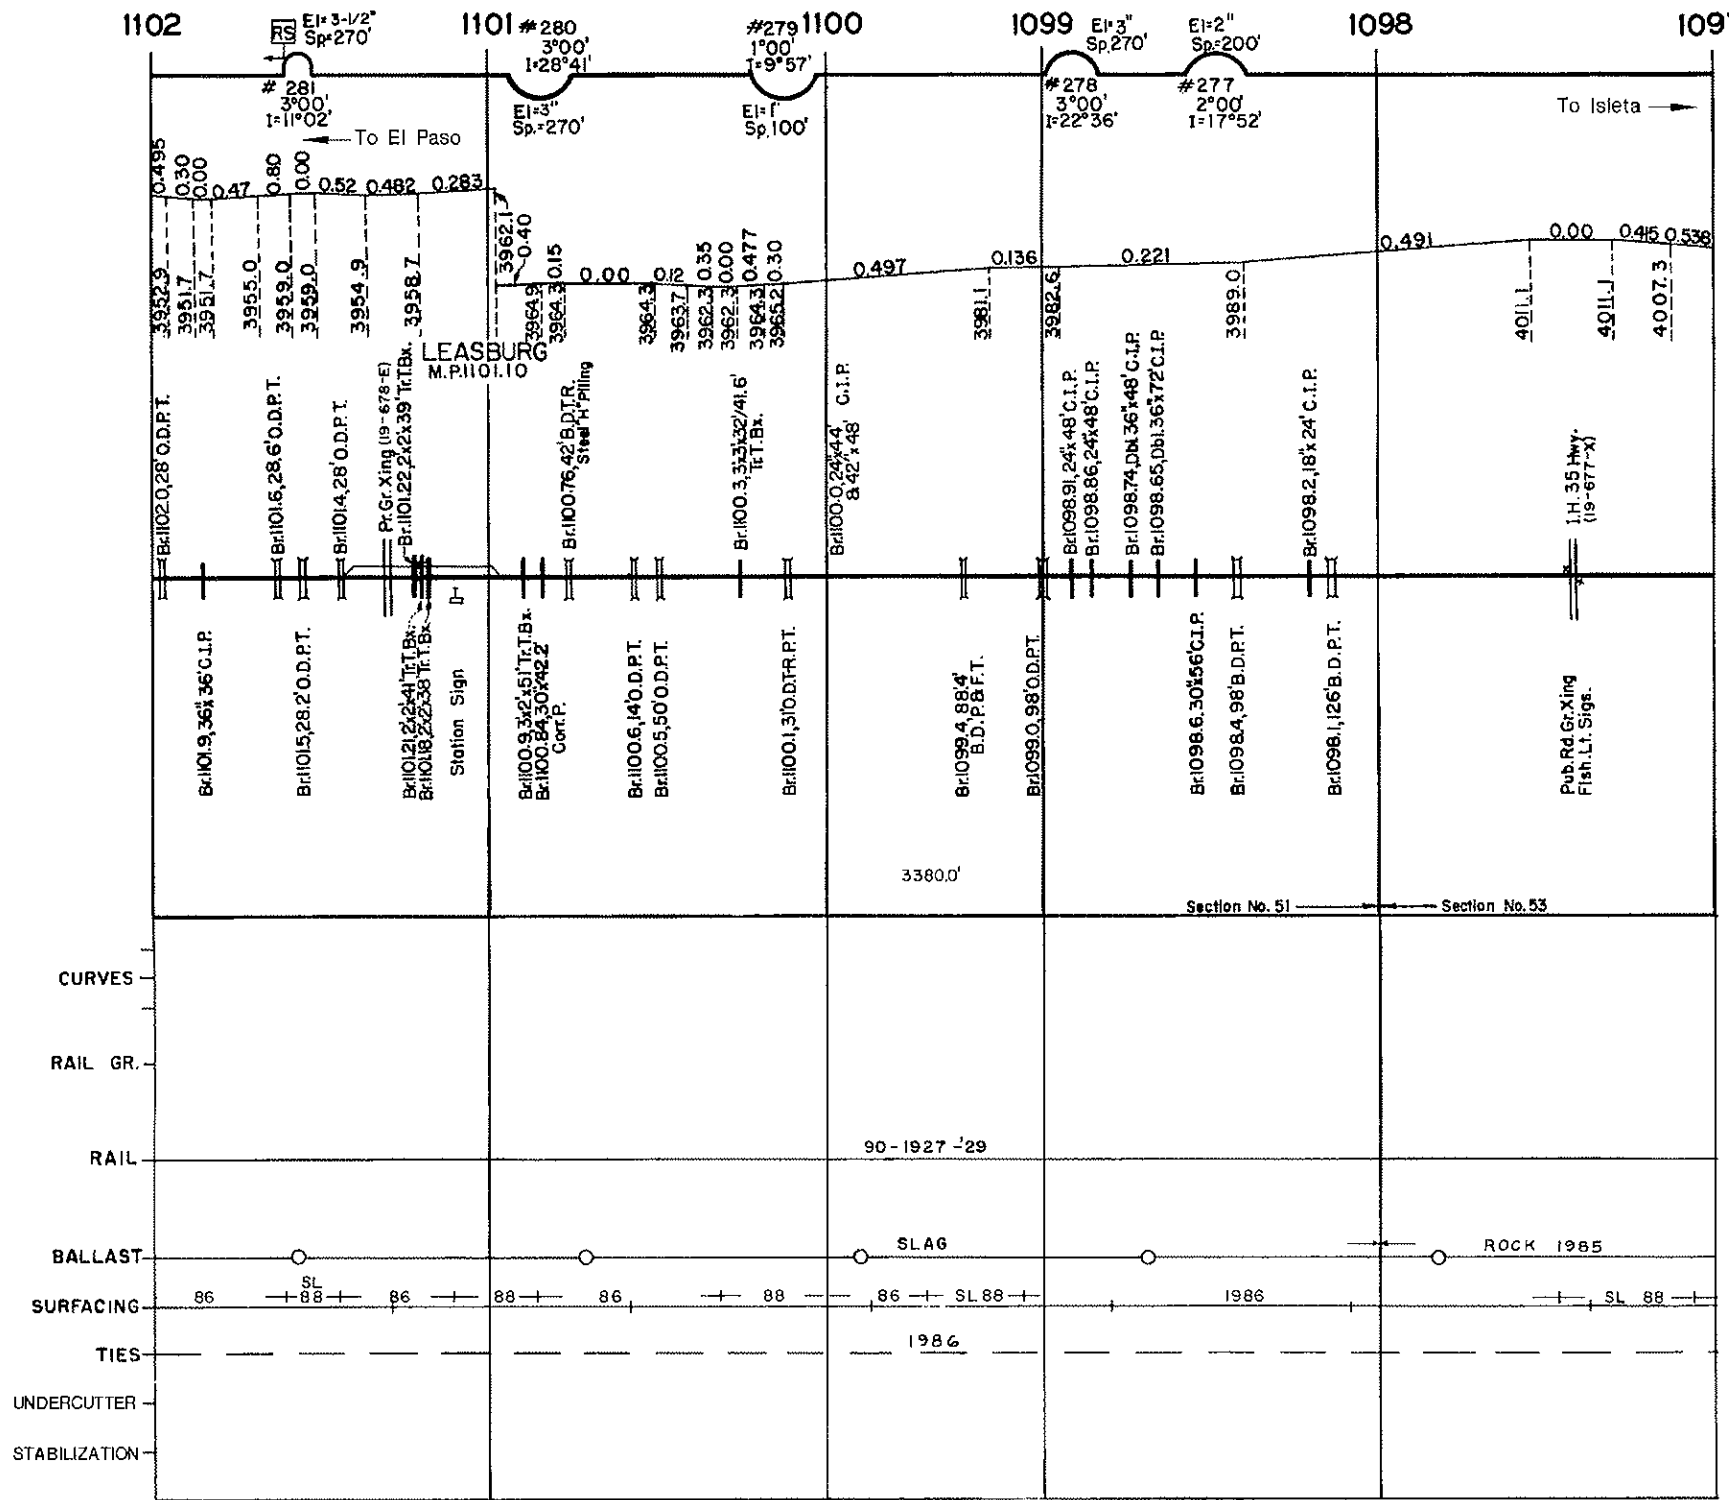 1102
1101
1100
1099
1098
109
RS
El=3-1/2"
Sp=270'
#280
3°00'
I=28°41'
#279
1°00'
I=9°57'
El=3"
Sp.270'
El=2"
Sp.=200'
# 281
3°00'
I=11°02'
El=3"
Sp.=270'
El=1'
Sp.100'
#278
3°00'
I=22°36'
#277
2°00'
I=17°52'
To Isleta
To El Paso
0.495
0.30
0.00
0.47
0.80
0.00
0.52
0.482
0.283
3962.1
0.40
0.15
0.00
0.12
0.35
0.00
0.477
0.30
0.497
0.136
0.221
0.491
0.00
0.415
0.538
3952.9
3951.7
3951.7
3955.0
3959.0
3959.0
3954.9
3958.7
3964.9
3964.3
3964.3
3963.7
3962.3
3962.3
3964.3
3965.2
3981.1
3982.6
3989.0
4011.1
4011.1
4007.3
LEASBURG
M.P.1101.10
Br.1102.0,28'O.D.P.T.
Br.1101.6,28.6'O.D.P.T.
Br.1101.4,28'O.D.P.T.
Pr.Gr.Xing (19-678-E)
Br.1101.22,2'x2'x39'Tr.T.Bx.
Br.1100.76,42'B.D.T.R.
Steel "H" Piling
Br.1100.3,3'x3'x32'/41.6'
Tr.T.Bx.
Br.1100.0,24"x44'
& 42"x48' C.I.P.
Br.1098.91,24"x48'C.I.P.
Br.1098.86,24"x48'C.I.P.
Br.1098.74,Dbl.36"x48'C.I.P.
Br.1098.65,Dbl.36"x72'C.I.P.
Br.1098.2,18"x24'C.I.P.
I.H.35 Hwy.
(19-677-X)
Br.1101.9,36"x36'C.I.P.
Br.1101.5,28.2'O.D.P.T.
Br.1101.21,2'x2'x41'Tr.T.Bx.
Br.1101.18,2'x2'x38'Tr.T.Bx.
Station Sign
Br.1100.9,3'x2'x51'Tr.T.Bx.
Br.1100.84,30"x42.2'
Corr.P.
Br.1100.6,14'O.D.P.T.
Br.1100.5,50'O.D.P.T.
Br.1100.1,31'O.D.T-R.P.T.
Br.1099.4,88.4'
B.D.P.& F.T.
Br.1099.0,98'O.D.P.T.
Br.1098.6,30"x56'C.I.P.
Br.1098.4,98'B.D.P.T.
Br.1098.1,126'B.D.P.T.
Pub.Rd.Gr.Xing
Flsh.Lt. Sigs.
3380.0'
Section No. 51
Section No. 53
CURVES
RAIL GR.
RAIL
90-1927-'29
BALLAST
SLAG
ROCK 1985
SURFACING
86
SL
88
86
88
86
88
86
SL 88
1986
SL 88
TIES
1986
UNDERCUTTER
STABILIZATION